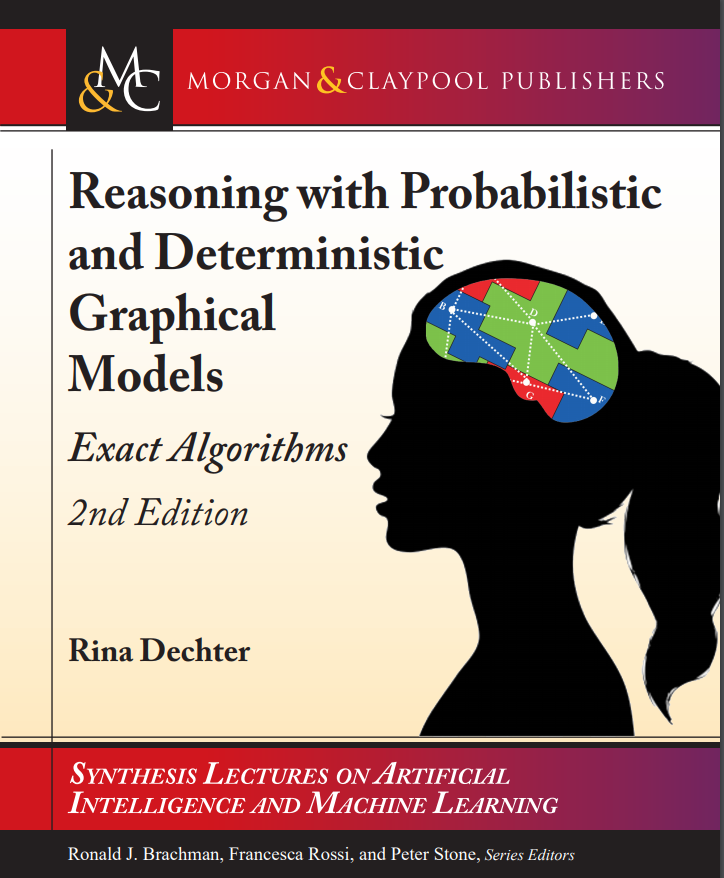 M&C
MORGAN&CLAYPOOL PUBLISHERS
Reasoning with Probabilistic
and Deterministic
Graphical
Models
Exact Algorithms
2nd Edition
B
D
G
F
Rina Dechter
SYNTHESIS LECTURES ON ARTIFICIAL
INTELLIGENCE AND MACHINE LEARNING
Ronald J. Brachman, Francesca Rossi, and Peter Stone, Series Editors